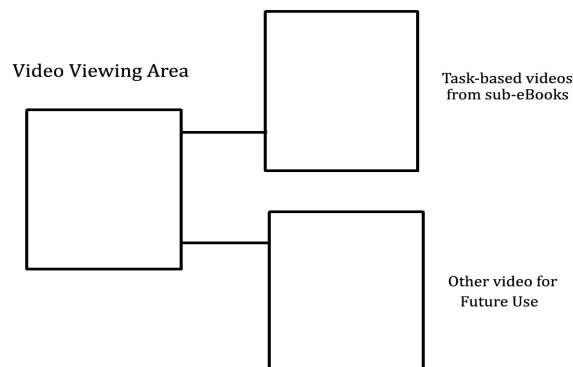 Video Viewing Area
Task-based videos
from sub-eBooks
Other video for
Future Use